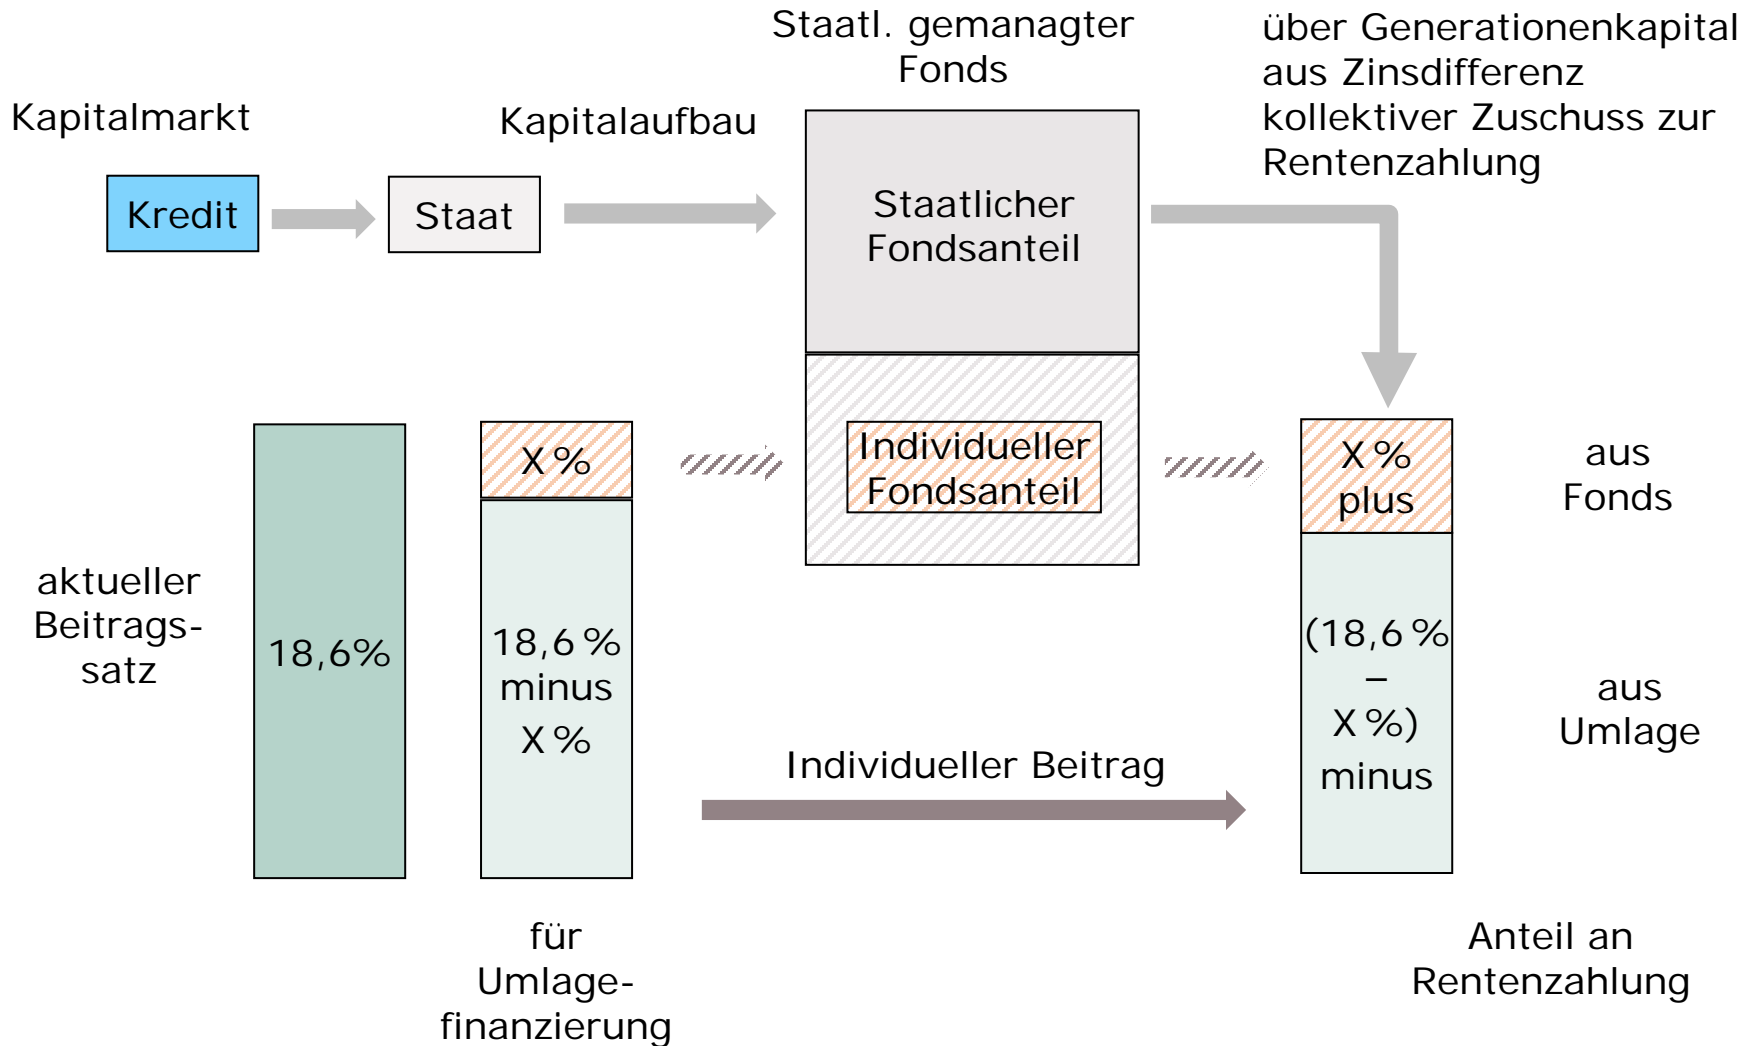 Staatl. gemanagter
Fonds
über Generationenkapital
aus Zinsdifferenz
kollektiver Zuschuss zur
Rentenzahlung
Kapitalmarkt
Kapitalaufbau
Kredit
Staat
Staatlicher
Fondsanteil
X %
Individueller
Fondsanteil
X %
plus
aus
Fonds
aktueller
Beitrags-
satz
18,6%
18,6 %
minus
X %
(18,6 %
–
X %)
minus
aus
Umlage
Individueller Beitrag
für
Umlage-
finanzierung
Anteil an
Rentenzahlung